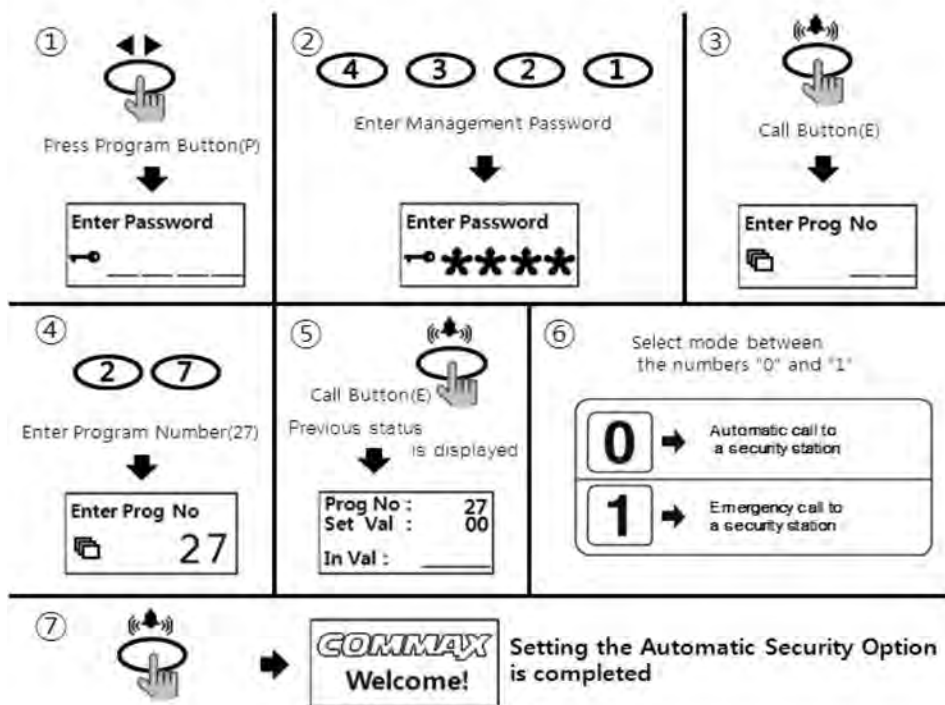 ①
Press Program Button(P)
Enter Password
②
4 3 2 1
Enter Management Password
Enter Password
③
Call Button(E)
Enter Prog No
④
2 7
Enter Program Number(27)
Enter Prog No
27
⑤
Call Button(E)
Previous status
is displayed
Prog No : 27
Set Val : 00
In Val :
⑥
Select mode between
the numbers "0" and "1"
0 Automatic call to
a security station
1 Emergency call to
a security station
⑦
COMMAX
Welcome!
Setting the Automatic Security Option
is completed